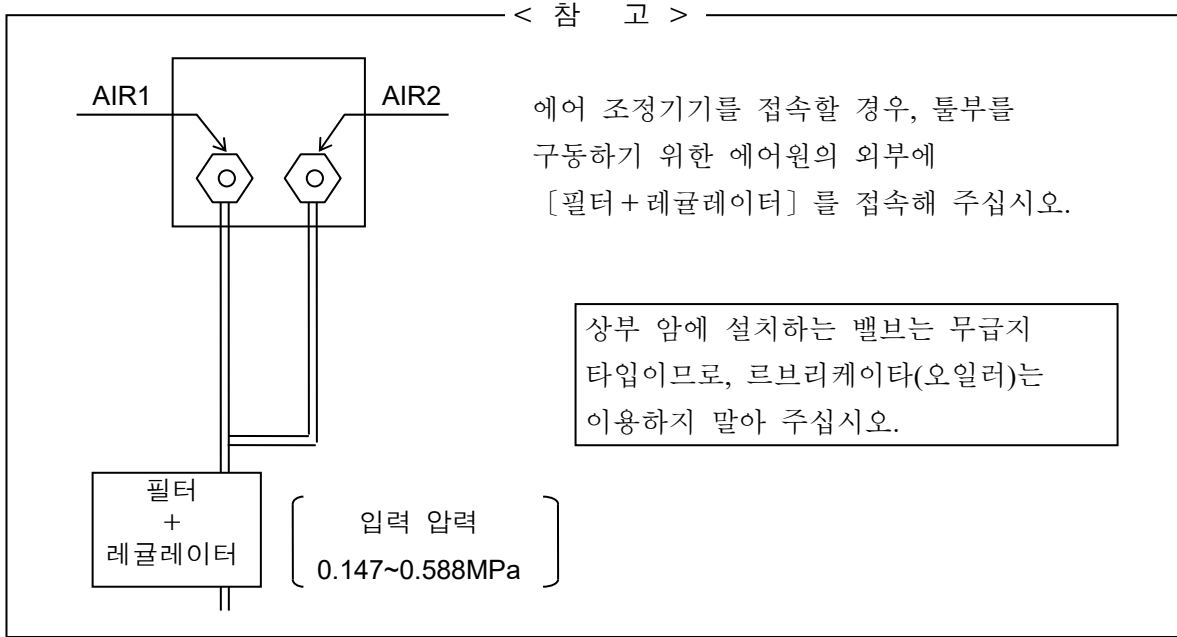 < 참 고 >
AIR1
AIR2
에어 조정기기를 접속할 경우, 툴부를
구동하기 위한 에어원의 외부에
［필터＋레귤레이터］를 접속해 주십시오.
상부 암에 설치하는 밸브는 무급지
타입이므로, 르브리케이타(오일러)는
이용하지 말아 주십시오.
필터
＋
레귤레이터
입력 압력
0.147~0.588MPa